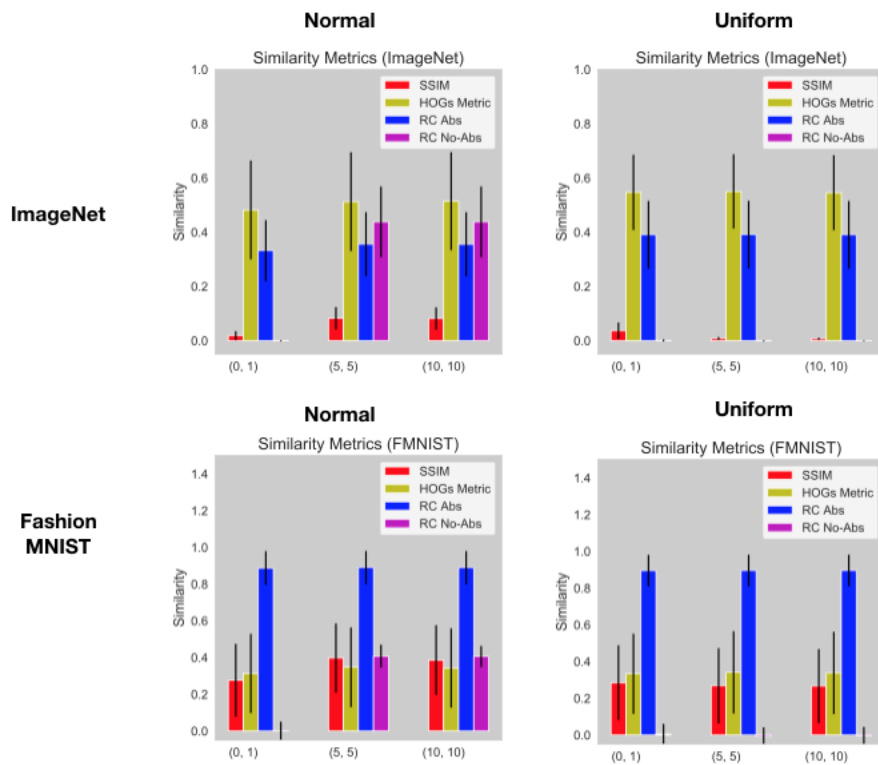 Normal
Uniform
ImageNet
Similarity Metrics (ImageNet)
1.0
0.8
0.6
0.4
0.2
0.0
Similarity
SSIM
HOGs Metric
RC Abs
RC No-Abs
(0, 1)
(5, 5)
(10, 10)
Similarity Metrics (ImageNet)
1.0
0.8
0.6
0.4
0.2
0.0
Similarity
SSIM
HOGs Metric
RC Abs
RC No-Abs
(0, 1)
(5, 5)
(10, 10)
Normal
Uniform
Fashion
MNIST
Similarity Metrics (FMNIST)
1.4
1.2
1.0
0.8
0.6
0.4
0.2
0.0
Similarity
SSIM
HOGs Metric
RC Abs
RC No-Abs
(0, 1)
(5, 5)
(10, 10)
Similarity Metrics (FMNIST)
1.4
1.2
1.0
0.8
0.6
0.4
0.2
0.0
Similarity
SSIM
HOGs Metric
RC Abs
RC No-Abs
(0, 1)
(5, 5)
(10, 10)